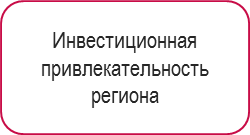 Инвестиционная
привлекательность
региона